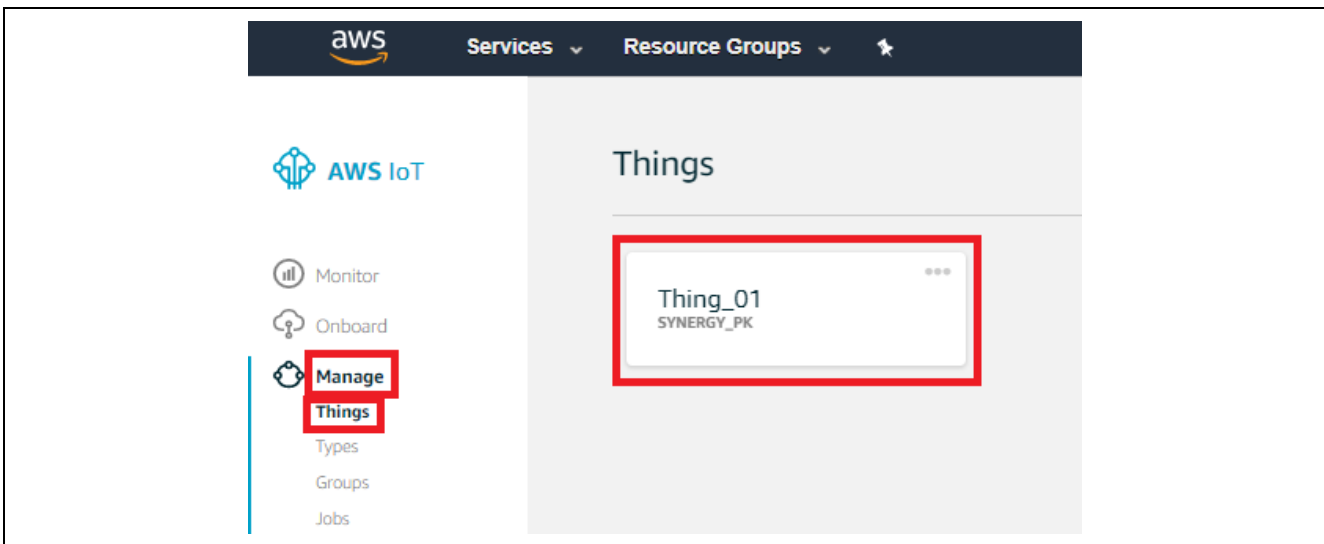 aws Services Resource Groups
AWS IoT
Things
Monitor
Onboard
Manage
Things
Types
Groups
Jobs
Thing_01
SYNERGY_PK